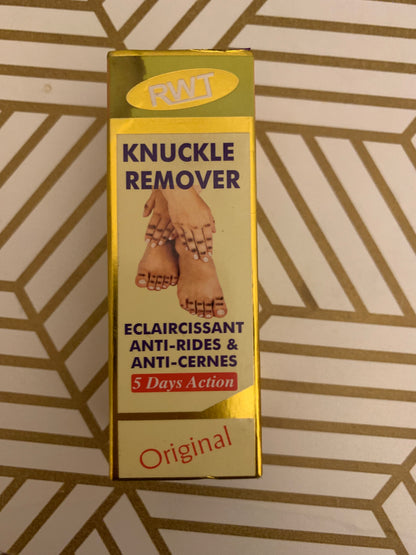 RWT
KNUCKLE
REMOVER
ECLAIRCISSANT
ANTI-RIDES &
ANTI-CERNES
5 Days Action
Original